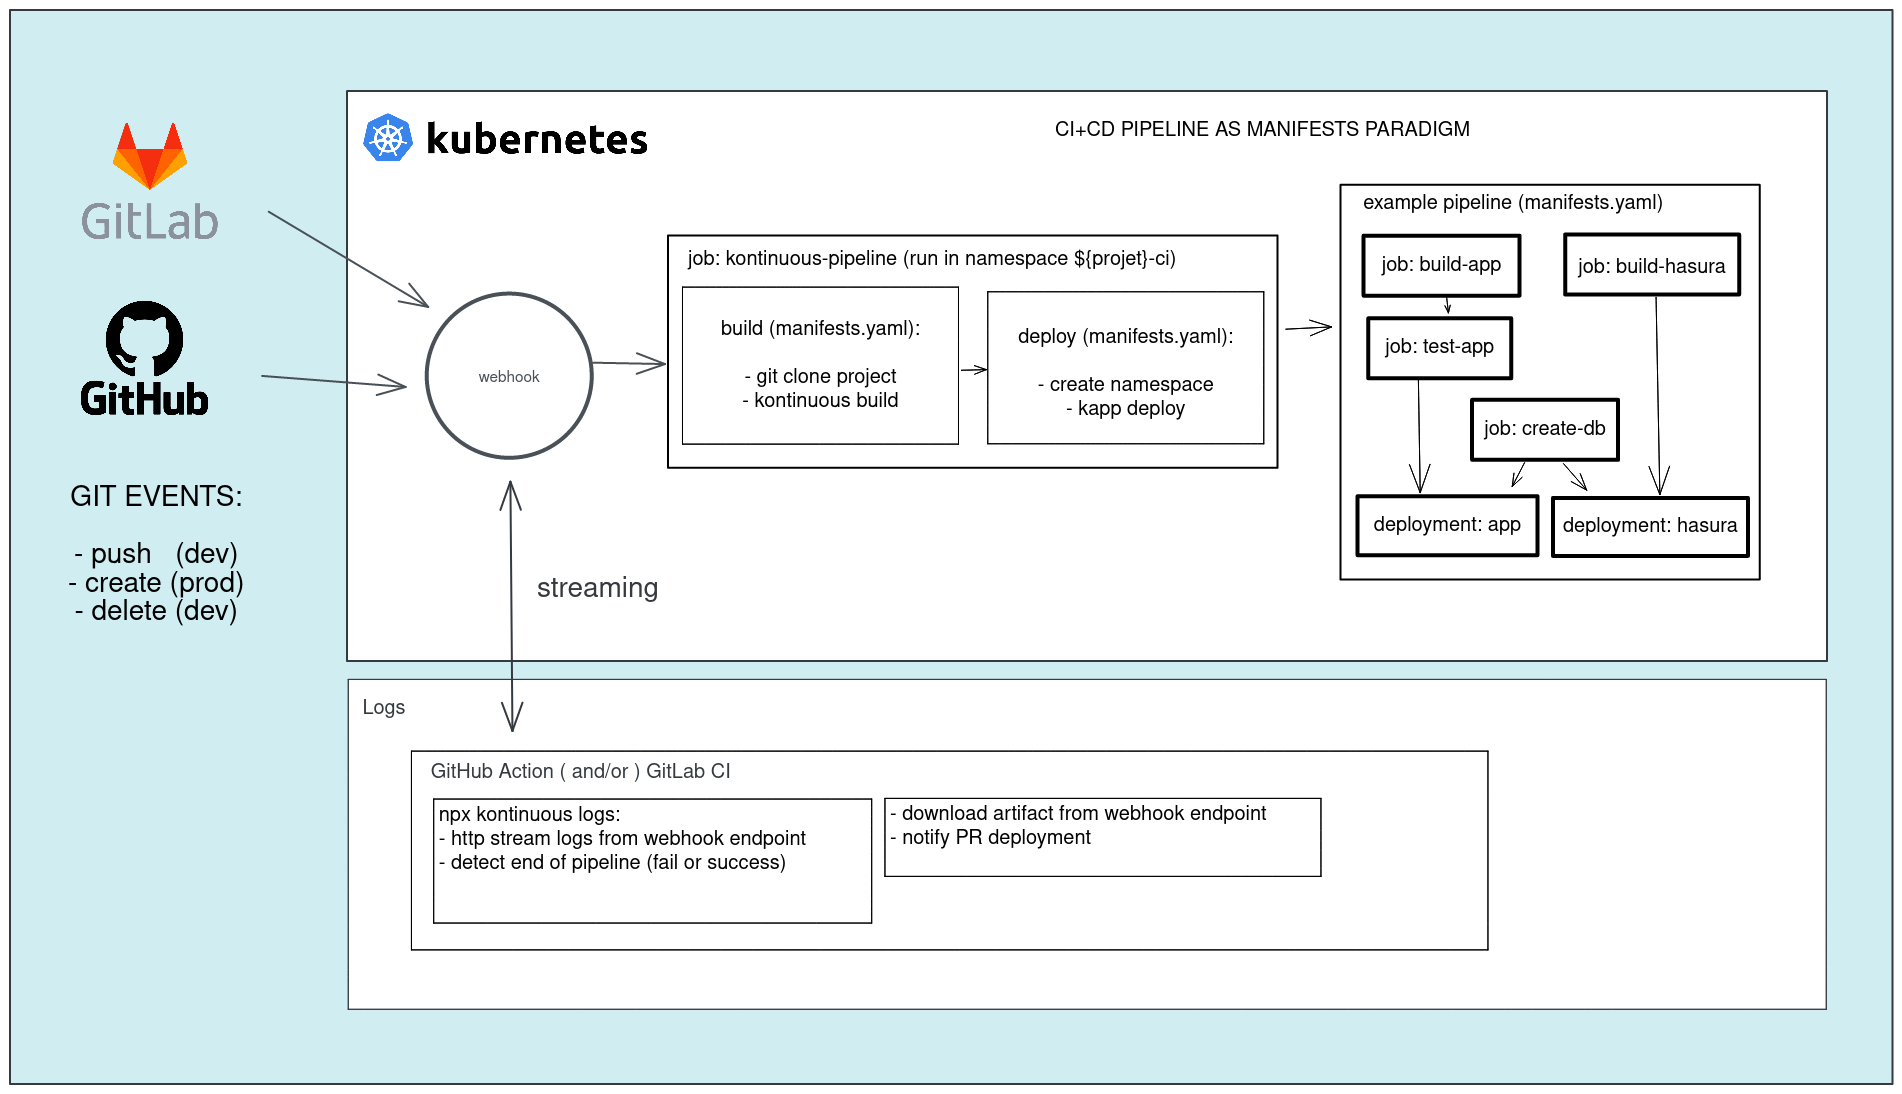 GitLab
GitHub
GIT EVENTS:
- push   (dev)
- create (prod)
- delete (dev)
kubernetes
CI+CD PIPELINE AS MANIFESTS PARADIGM
webhook
job: kontinuous-pipeline (run in namespace ${projet}-ci)
build (manifests.yaml):
- git clone project
- kontinuous build
deploy (manifests.yaml):
- create namespace
- kapp deploy
example pipeline (manifests.yaml)
job: build-app
job: build-hasura
job: test-app
job: create-db
deployment: app
deployment: hasura
streaming
Logs
GitHub Action ( and/or ) GitLab CI
npx kontinuous logs:
- http stream logs from webhook endpoint
- detect end of pipeline (fail or success)
- download artifact from webhook endpoint
- notify PR deployment